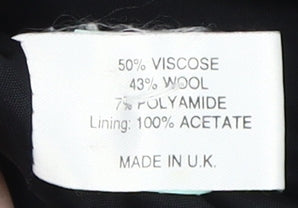 50% VISCOSE
43% WOOL
7% POLYAMIDE
Lining: 100% ACETATE
MADE IN U.K.